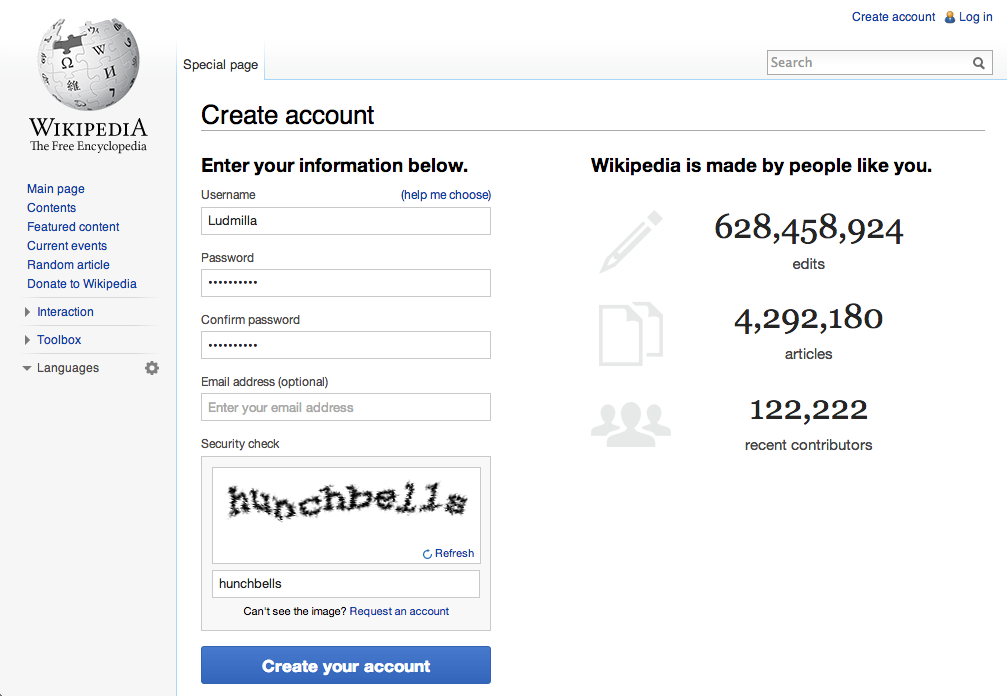 Create account Log in
WIKIPEDIA
The Free Encyclopedia
Special page
Search
Main page
Contents
Featured content
Current events
Random article
Donate to Wikipedia
Interaction
Toolbox
Languages
Create account
Enter your information below.
Username (help me choose)
Ludmilla
Password
••••••••••
Confirm password
••••••••••
Email address (optional)
Enter your email address
Security check
hunchbells
Refresh
hunchbells
Can't see the image? Request an account
Create your account
Wikipedia is made by people like you.
628,458,924
edits
4,292,180
articles
122,222
recent contributors